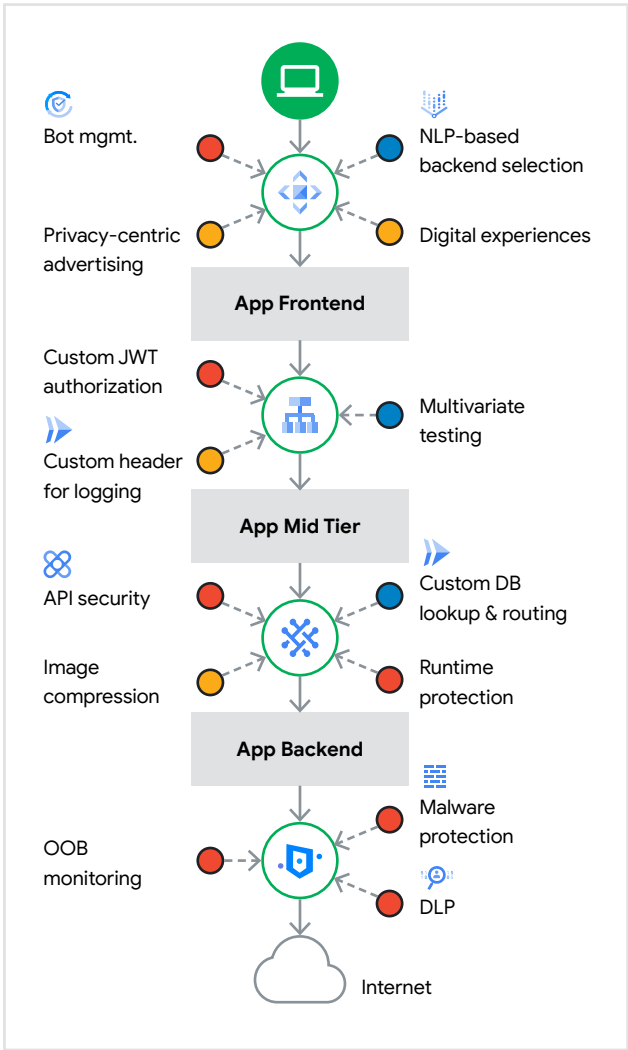 Bot mgmt.
NLP-based
backend selection
Privacy-centric
advertising
Digital experiences
App Frontend
Custom JWT
authorization
Multivariate
testing
Custom header
for logging
App Mid Tier
API security
Custom DB
lookup & routing
Image
compression
Runtime
protection
App Backend
Malware
protection
OOB
monitoring
DLP
Internet